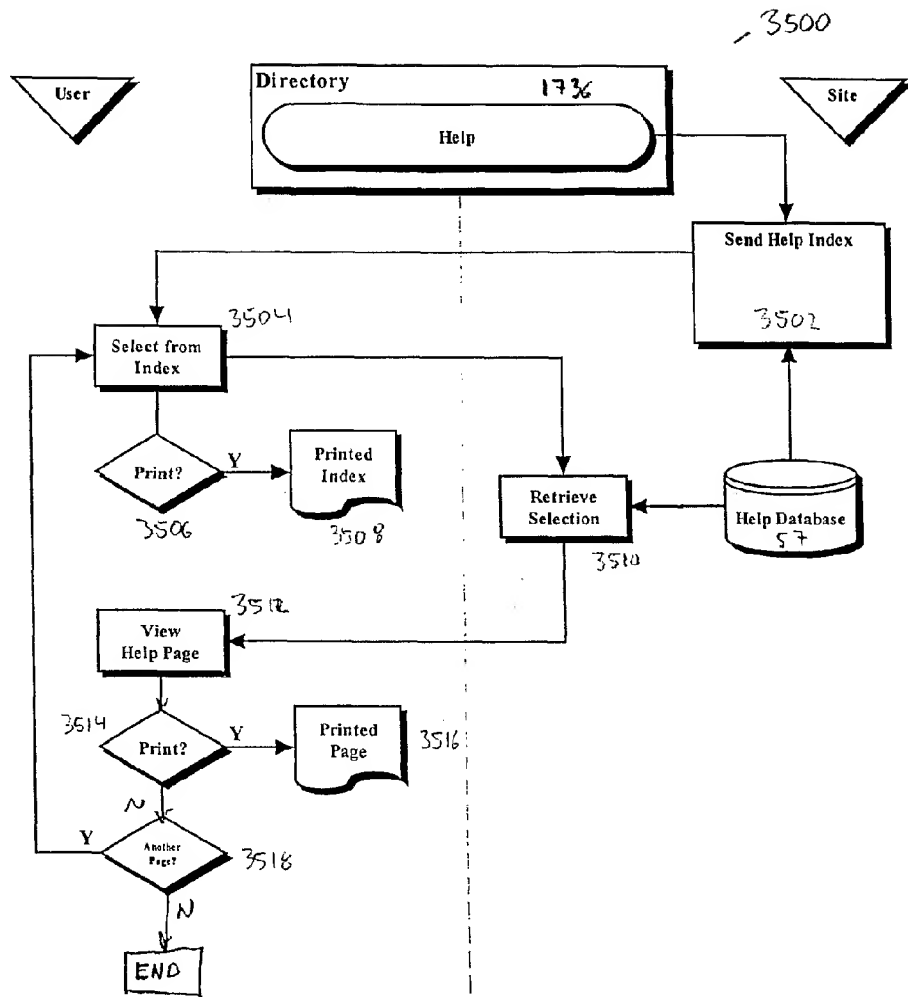 3500
User
Directory
1736
Help
Site
Send Help Index
3502
3504
Select from
Index
Print?
Y
3506
Printed
Index
3508
Retrieve
Selection
3510
Help Database
57
3512
View
Help Page
3514
Print?
Y
Printed
Page
3516
N
Y
Another
Page?
3518
N
END